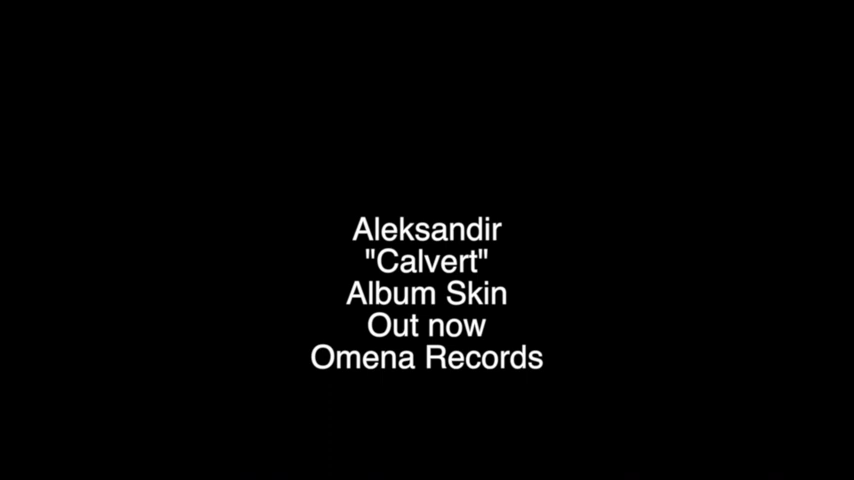 Aleksandir
"Calvert"
Album Skin
Out now
Omena Records